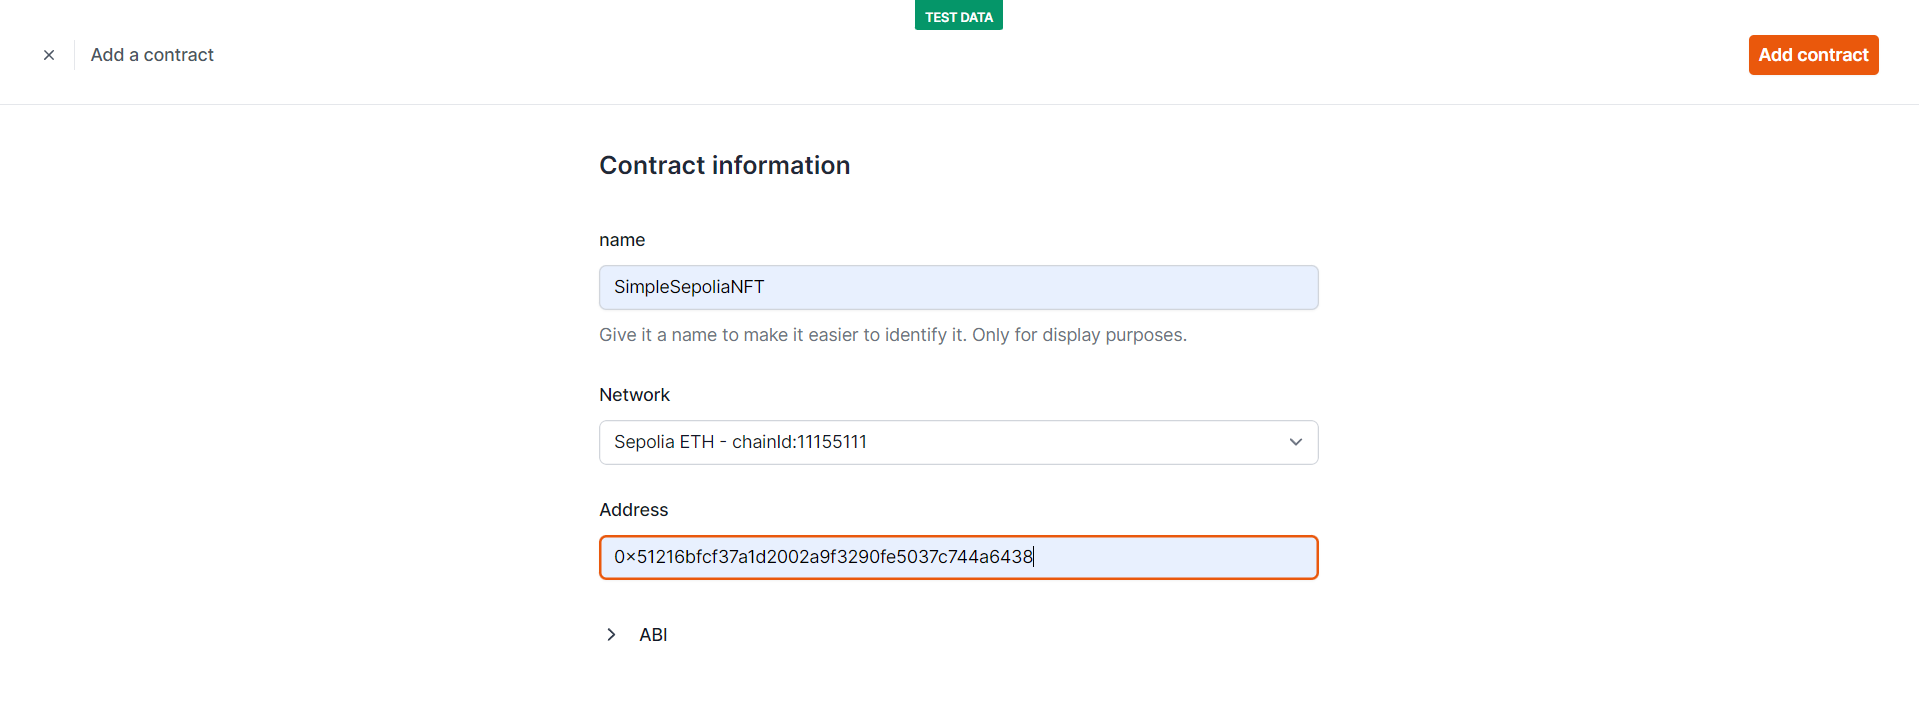 TEST DATA
Add a contract
Add contract
Contract information
name
SimpleSepoliaNFT
Give it a name to make it easier to identify it. Only for display purposes.
Network
Sepolia ETH - chainId:11155111
Address
0x51216bfcf37a1d2002a9f3290fe5037c744a6438
ABI